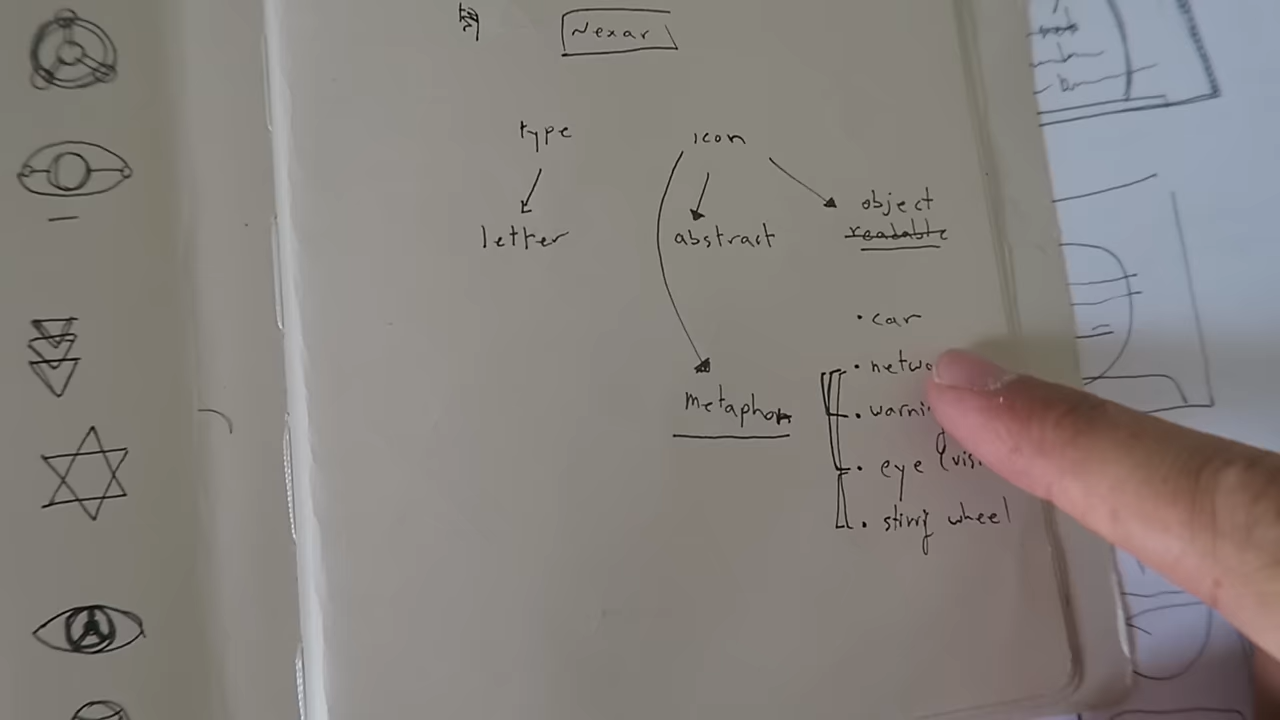 Nexar
type
icon
letter
abstract
object
readable
• car
• netwo
metaphor
• warni
• eye (vis
• stirrg wheel